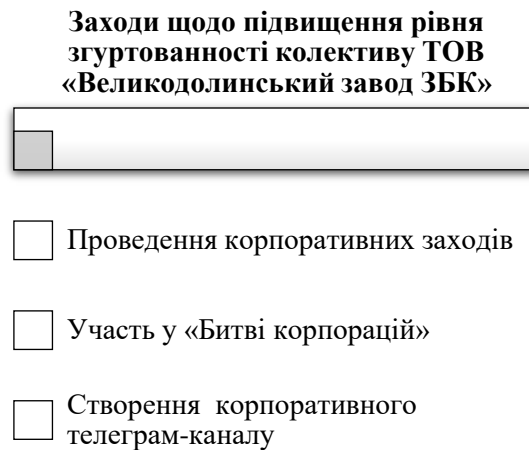 Заходи щодо підвищення рівня
згуртованності колективу ТОВ
«Великодолинський завод ЗБК»
Проведення корпоративних заходів
Участь у «Битві корпорацій»
Створення корпоративного
телеграм-каналу